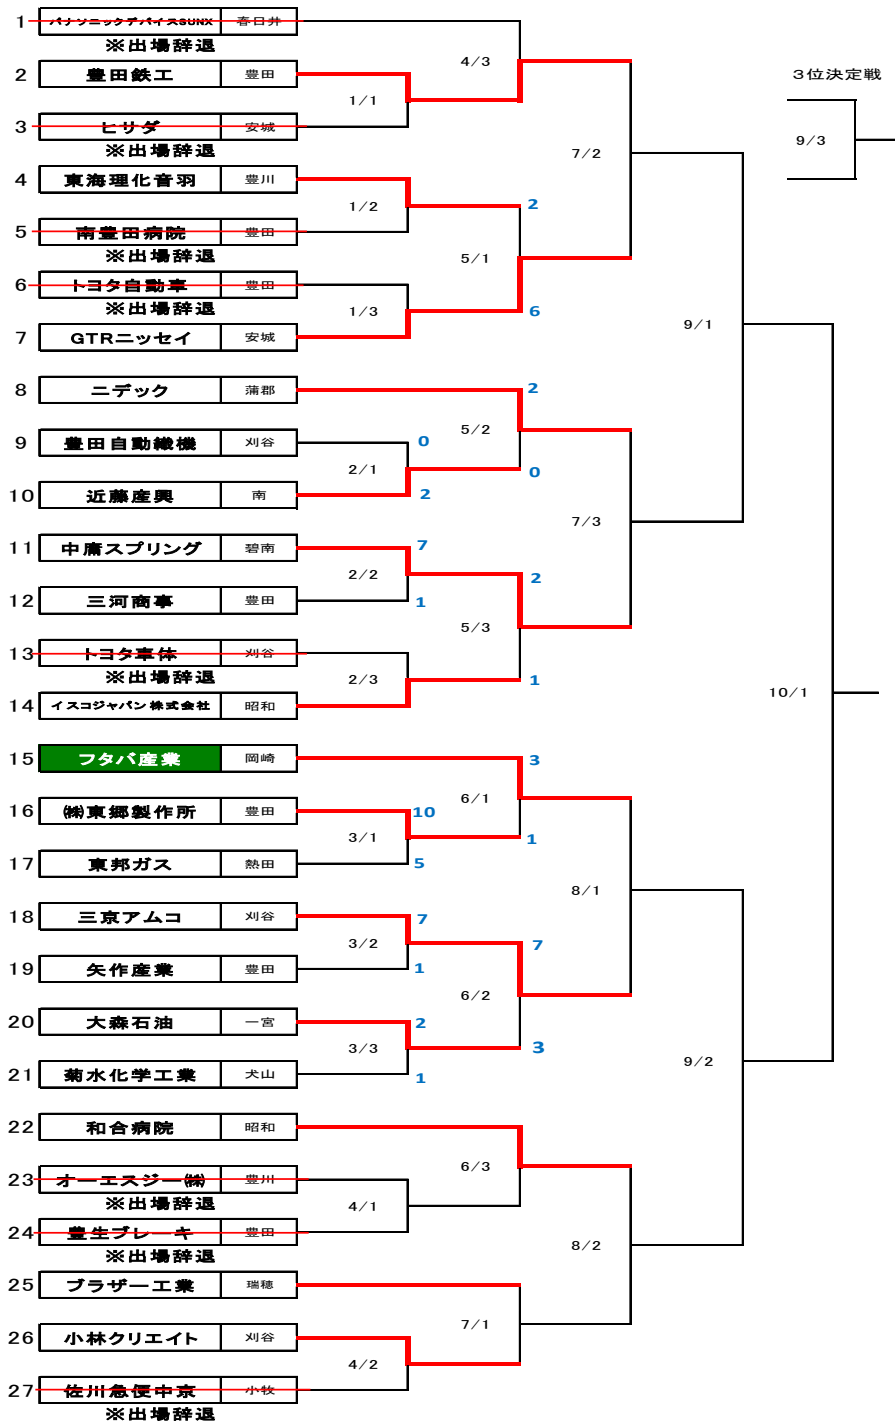 1 パナソニックデバイスSUNX 春日井
※出場辞退
4/3
2 豊田鉄工 豊田
3位決定戦
1/1
3 ヒサダ 安城
9/3
※出場辞退
7/2
4 東海理化音羽 豊川
1/2
2
5 南豊田病院 豊田
※出場辞退
5/1
6 トヨタ自動車 豊田
※出場辞退
1/3
6
9/1
7 GTRニッセイ 安城
8 ニデック 蒲郡
2
5/2
9 豊田自動織機 刈谷
0
2/1
0
10 近藤産興 南
2
7/3
11 中庸スプリング 碧南
7
2/2
2
12 三河商事 豊田
1
5/3
13 トヨタ車体 刈谷
※出場辞退
2/3
1
10/1
14 イスコジャパン株式会社 昭和
15 フタバ産業 岡崎
3
6/1
16 ㈱東郷製作所 豊田
10
3/1
1
17 東邦ガス 熱田
5
8/1
18 三京アムコ 刈谷
7
3/2
7
19 矢作産業 豊田
1
6/2
20 大森石油 一宮
2
3/3
3
9/2
21 菊水化学工業 犬山
1
22 和合病院 昭和
6/3
23 オーエスジー㈱ 豊川
※出場辞退
4/1
24 豊生ブレーキ 豊田
※出場辞退
8/2
25 ブラザー工業 瑞穂
7/1
26 小林クリエイト 刈谷
4/2
27 佐川急便中京 小牧
※出場辞退